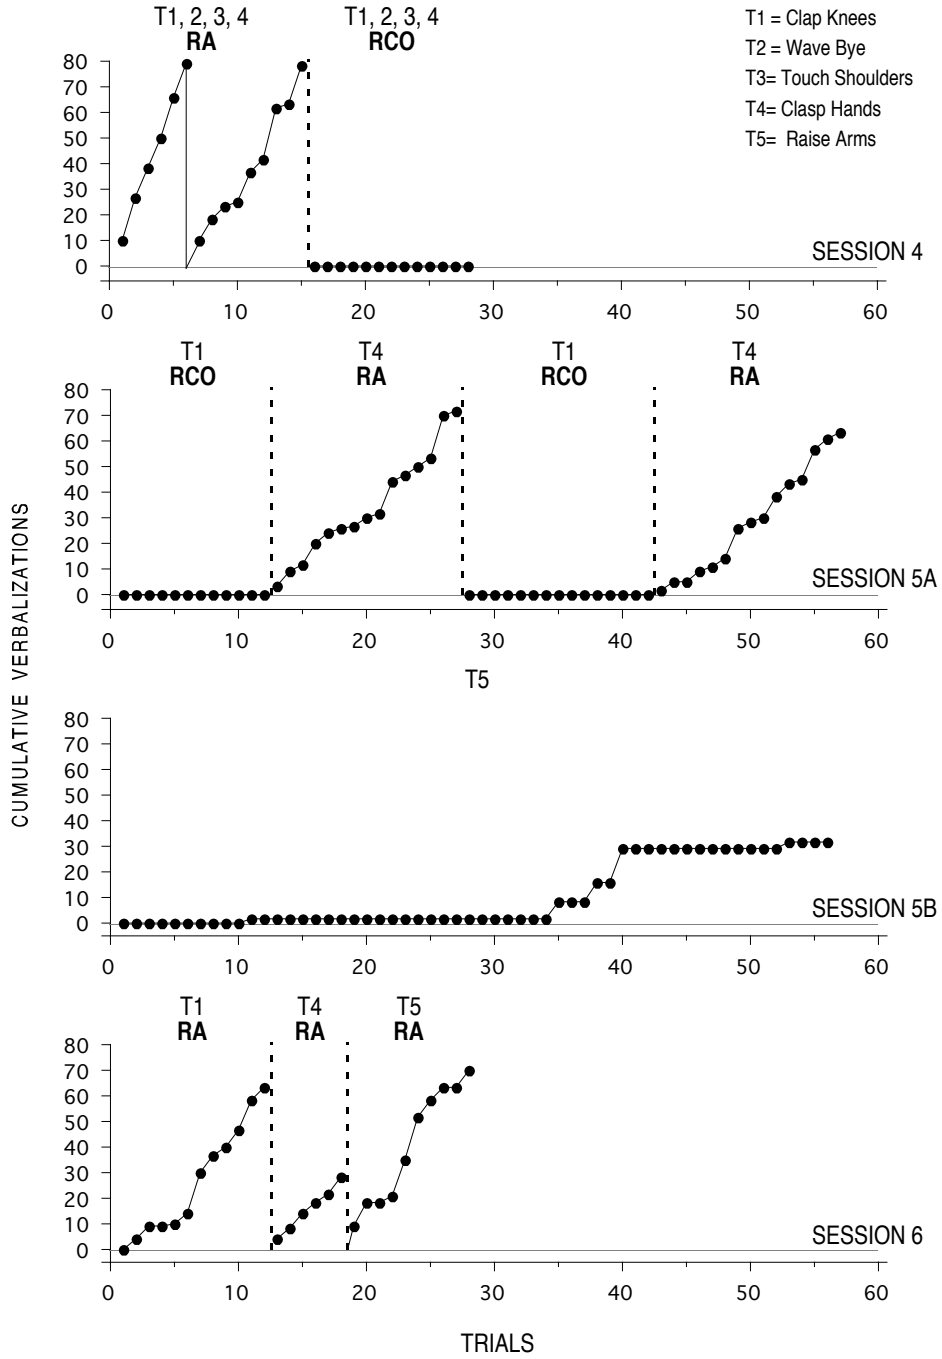 T1, 2, 3, 4
RA
T1, 2, 3, 4
RCO
T1 = Clap Knees
T2 = Wave Bye
T3= Touch Shoulders
T4= Clasp Hands
T5= Raise Arms
80
70
60
50
40
30
20
10
0
SESSION 4
0 10 20 30 40 50 60
T1
RCO
T4
RA
T1
RCO
T4
RA
80
70
60
50
40
30
20
10
0
SESSION 5A
0 10 20 30 40 50 60
CUMULATIVE VERBALIZATIONS
T5
80
70
60
50
40
30
20
10
0
SESSION 5B
0 10 20 30 40 50 60
T1
RA
T4
RA
T5
RA
80
70
60
50
40
30
20
10
0
SESSION 6
0 10 20 30 40 50 60
TRIALS